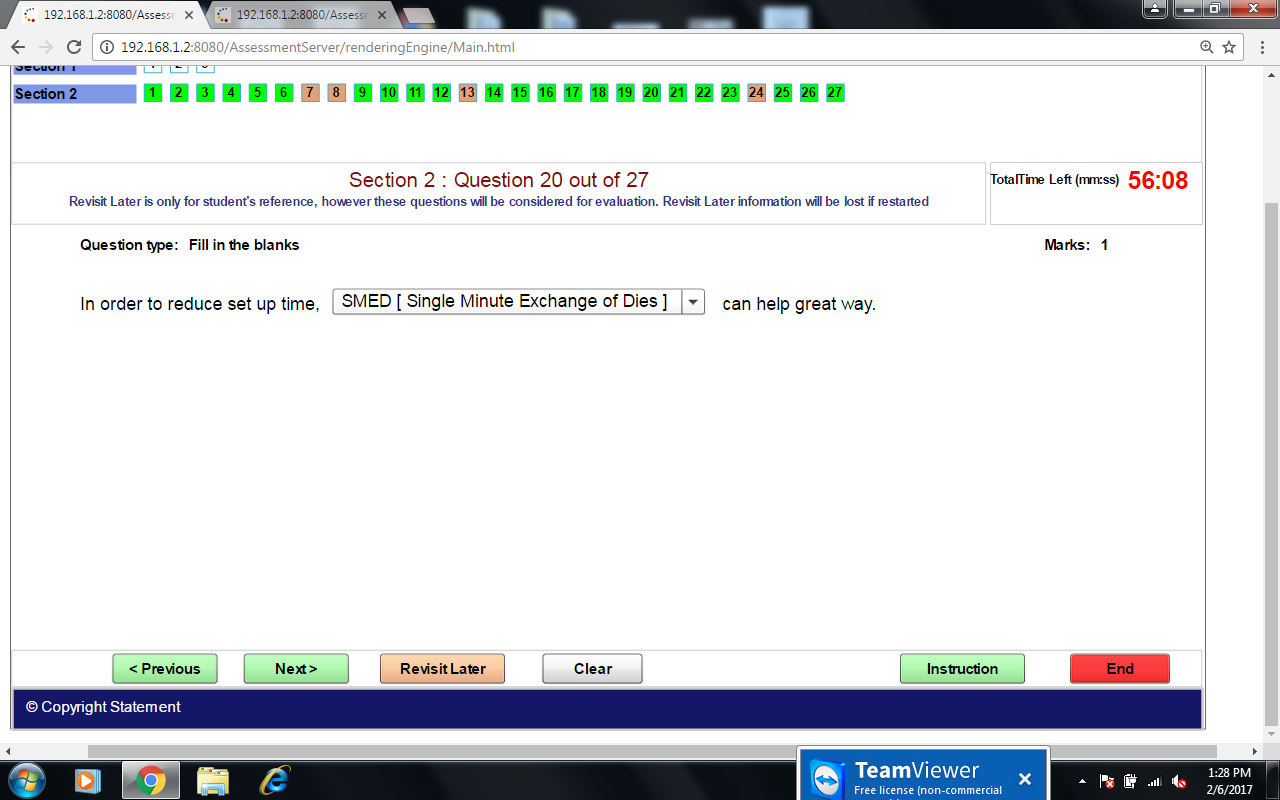 192.168.1.2:8080/Assessm
192.168.1.2:8080/Assessm
192.168.1.2:8080/AssessmentServer/renderingEngine/Main.html
Section 1
Section 2 1 2 3 4 5 6 7 8 9 10 11 12 13 14 15 16 17 18 19 20 21 22 23 24 25 26 27
Section 2 : Question 20 out of 27
Revisit Later is only for student's reference, however these questions will be considered for evaluation. Revisit Later information will be lost if restarted
TotalTime Left (mm:ss) 56:08
Question type: Fill in the blanks
Marks: 1
In order to reduce set up time, SMED [ Single Minute Exchange of Dies ] can help great way.
< Previous
Next >
Revisit Later
Clear
Instruction
End
© Copyright Statement
TeamViewer
Free license (non-commercial
1:28 PM
2/6/2017